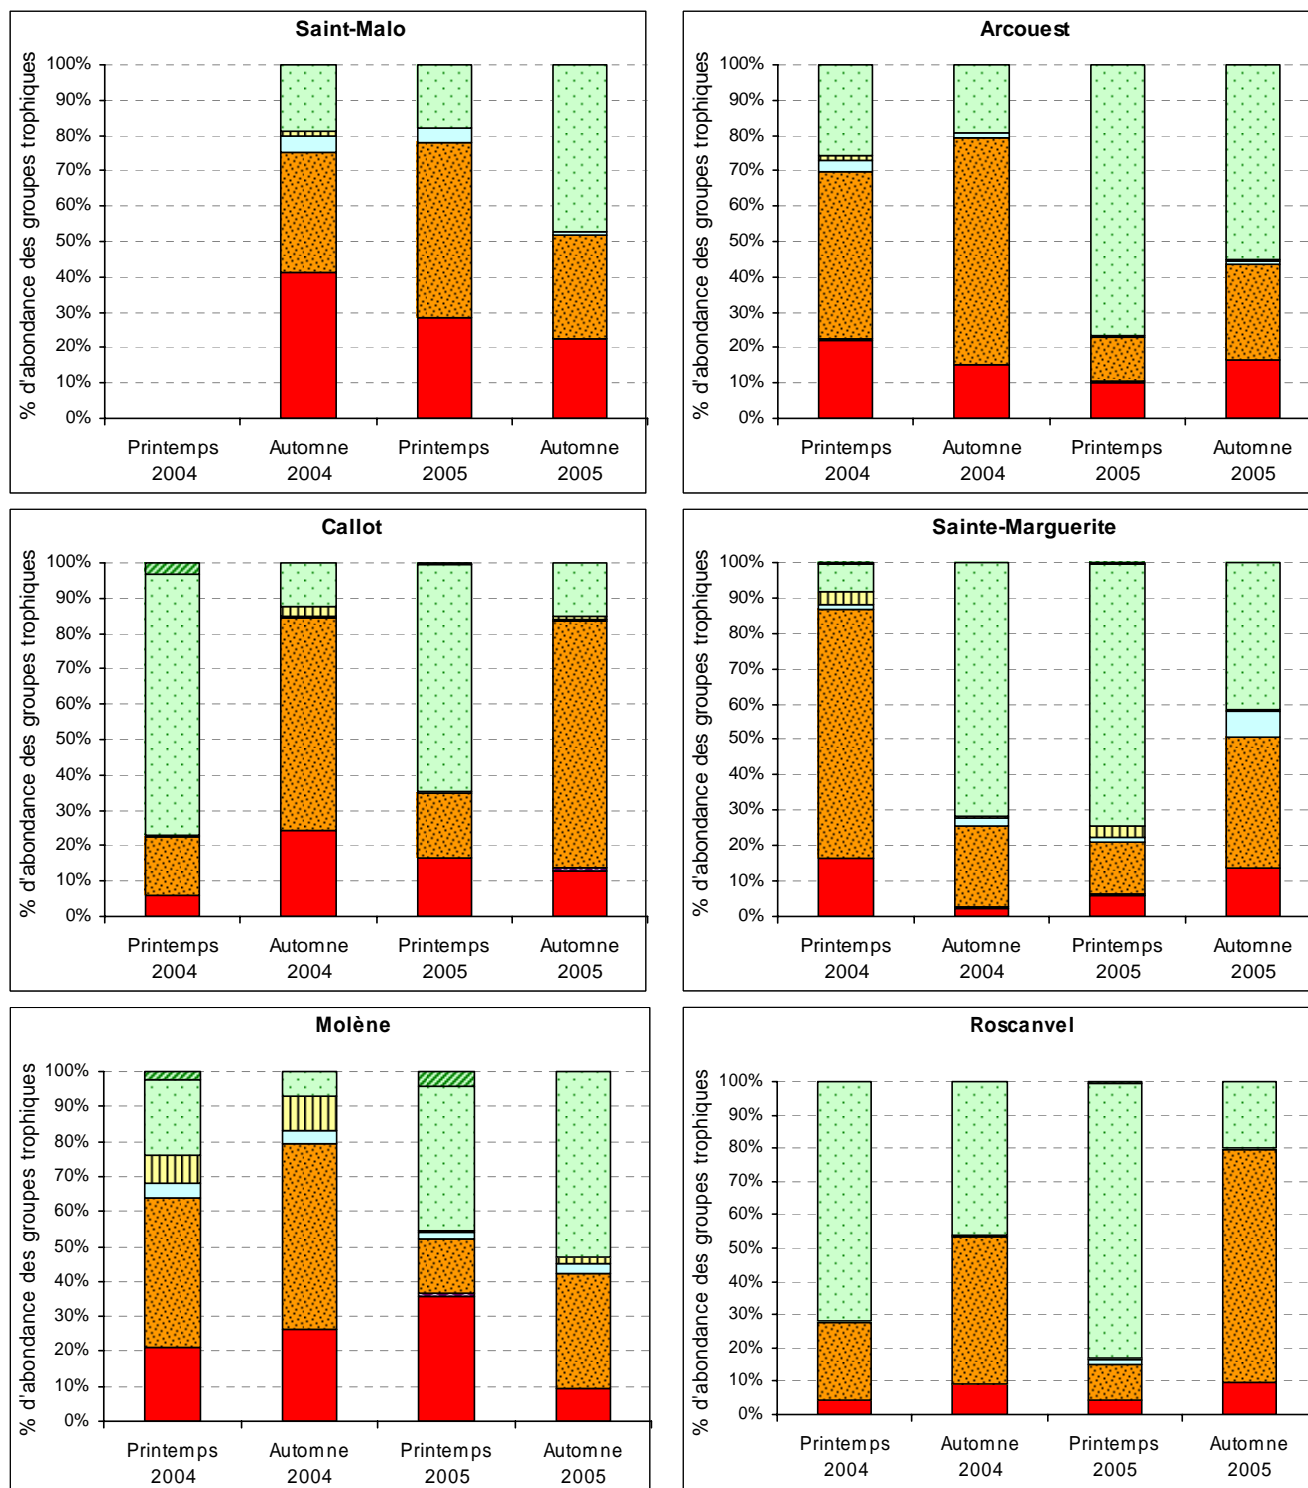 Saint-Malo
% d'abondance des groupes trophiques
100%
90%
80%
70%
60%
50%
40%
30%
20%
10%
0%
Printemps
2004
Automne
2004
Printemps
2005
Automne
2005
Arcouest
% d'abondance des groupes trophiques
100%
90%
80%
70%
60%
50%
40%
30%
20%
10%
0%
Printemps
2004
Automne
2004
Printemps
2005
Automne
2005
Callot
% d'abondance des groupes trophiques
100%
90%
80%
70%
60%
50%
40%
30%
20%
10%
0%
Printemps
2004
Automne
2004
Printemps
2005
Automne
2005
Sainte-Marguerite
% d'abondance des groupes trophiques
100%
90%
80%
70%
60%
50%
40%
30%
20%
10%
0%
Printemps
2004
Automne
2004
Printemps
2005
Automne
2005
Molène
% d'abondance des groupes trophiques
100%
90%
80%
70%
60%
50%
40%
30%
20%
10%
0%
Printemps
2004
Automne
2004
Printemps
2005
Automne
2005
Roscanvel
% d'abondance des groupes trophiques
100%
90%
80%
70%
60%
50%
40%
30%
20%
10%
0%
Printemps
2004
Automne
2004
Printemps
2005
Automne
2005